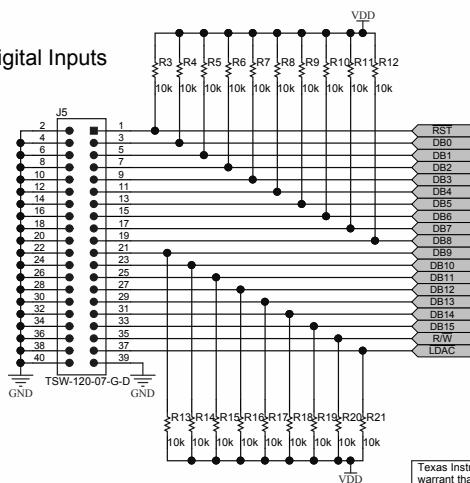 VDD
igital Inputs
R3 R4 R5 R6 R7 R8 R9 R10 R11 R12
10k 10k 10k 10k 10k 10k 10k 10k 10k 10k
J5
2 1 RST
4 3 DB0
6 5 DB1
8 7 DB2
10 9 DB3
12 11 DB4
14 13 DB5
16 15 DB6
18 17 DB7
20 19 DB8
22 21 DB9
24 23 DB10
26 25 DB11
28 27 DB12
30 29 DB13
32 31 DB14
34 33 DB15
36 35 R/W
38 37 LDAC
40 39
TSW-120-07-G-D
GND GND
R13 R14 R15 R16 R17 R18 R19 R20 R21
10k 10k 10k 10k 10k 10k 10k 10k 10k
VDD
Texas Instr
warrant tha